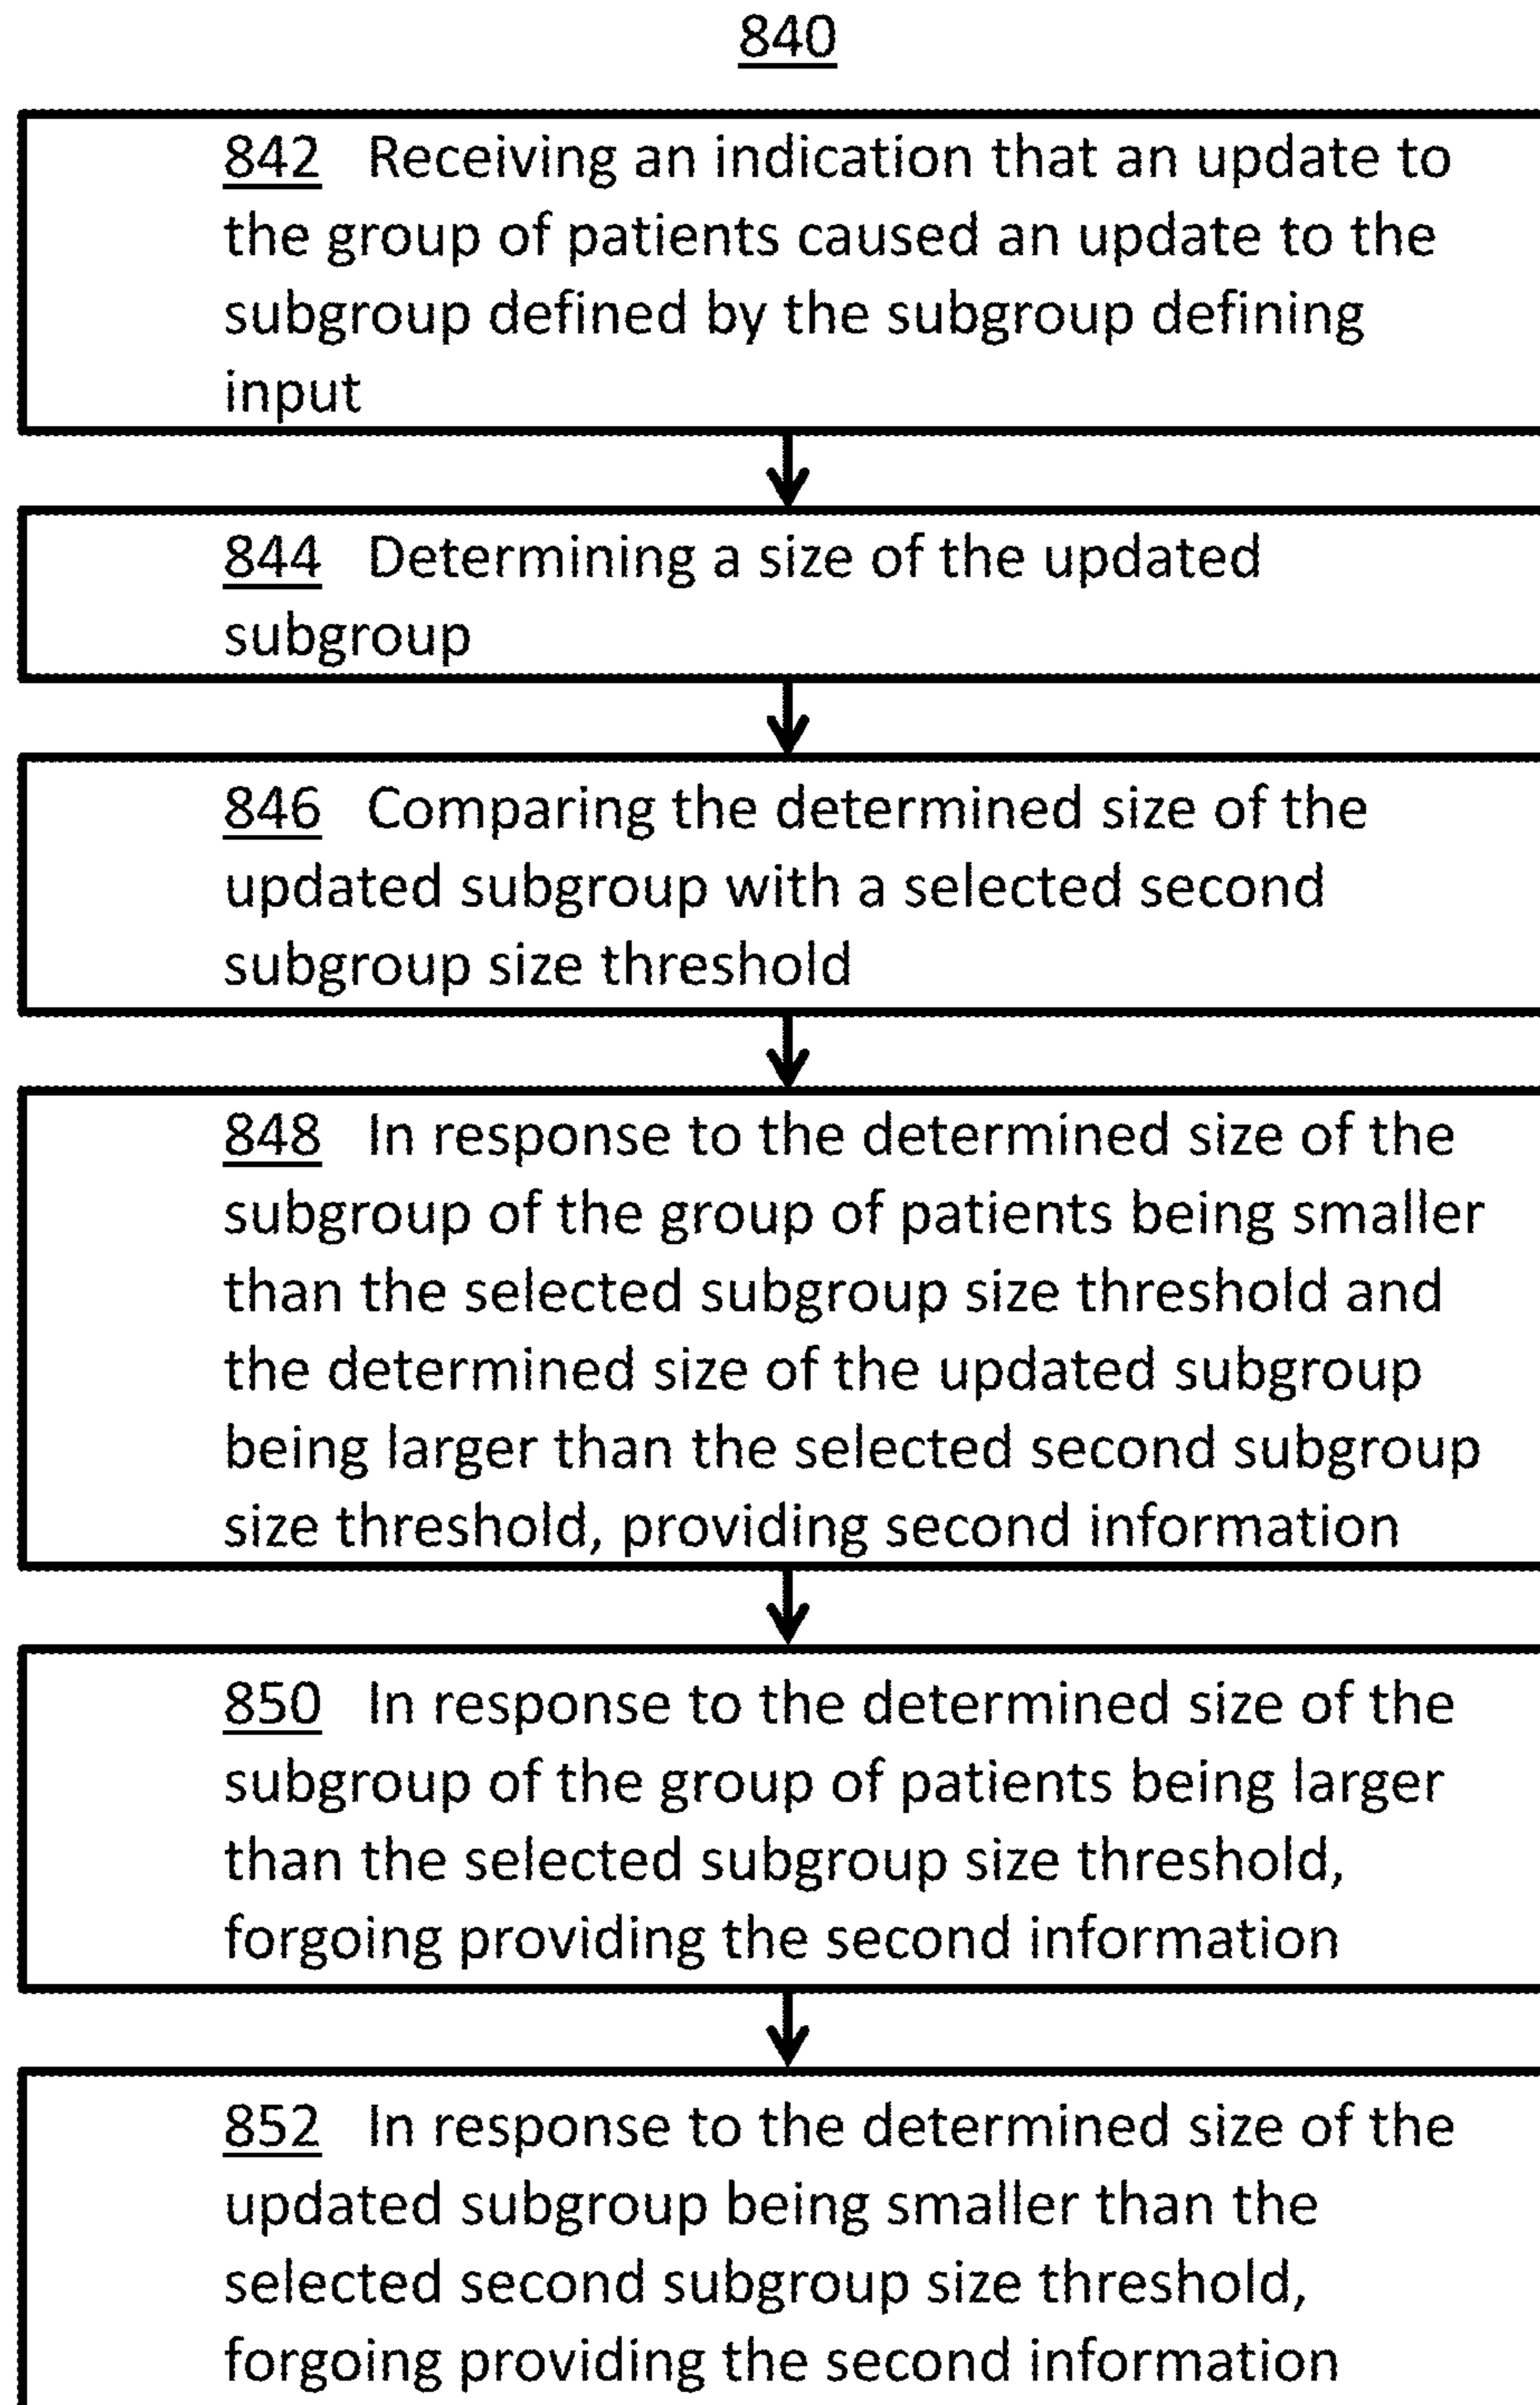 840
842 Receiving an indication that an update to
the group of patients caused an update to the
subgroup defined by the subgroup defining
input
844 Determining a size of the updated
subgroup
846 Comparing the determined size of the
updated subgroup with a selected second
subgroup size threshold
848 In response to the determined size of the
subgroup of the group of patients being smaller
than the selected subgroup size threshold and
the determined size of the updated subgroup
being larger than the selected second subgroup
size threshold, providing second information
850 In response to the determined size of the
subgroup of the group of patients being larger
than the selected subgroup size threshold,
forgoing providing the second information
852 In response to the determined size of the
updated subgroup being smaller than the
selected second subgroup size threshold,
forgoing providing the second information